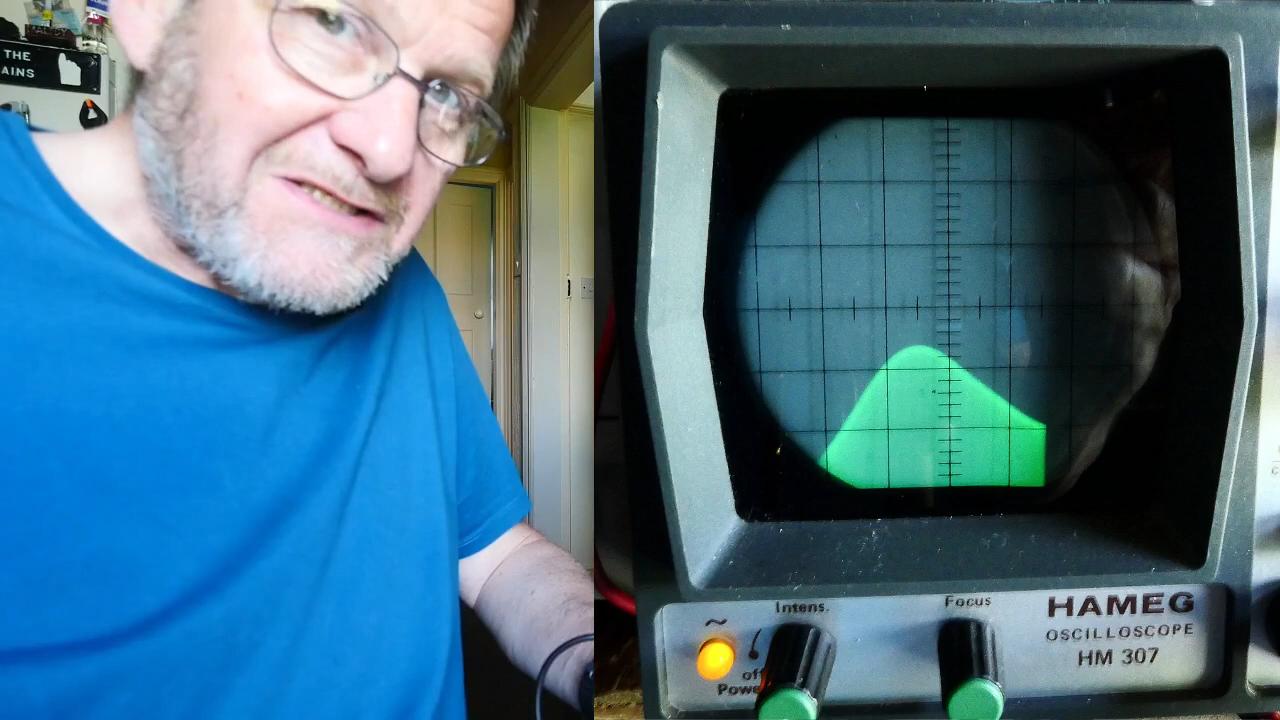 THE
AINS
Intens.
Focus
HAMEG
OSCILLOSCOPE
HM 307
~
off
Power